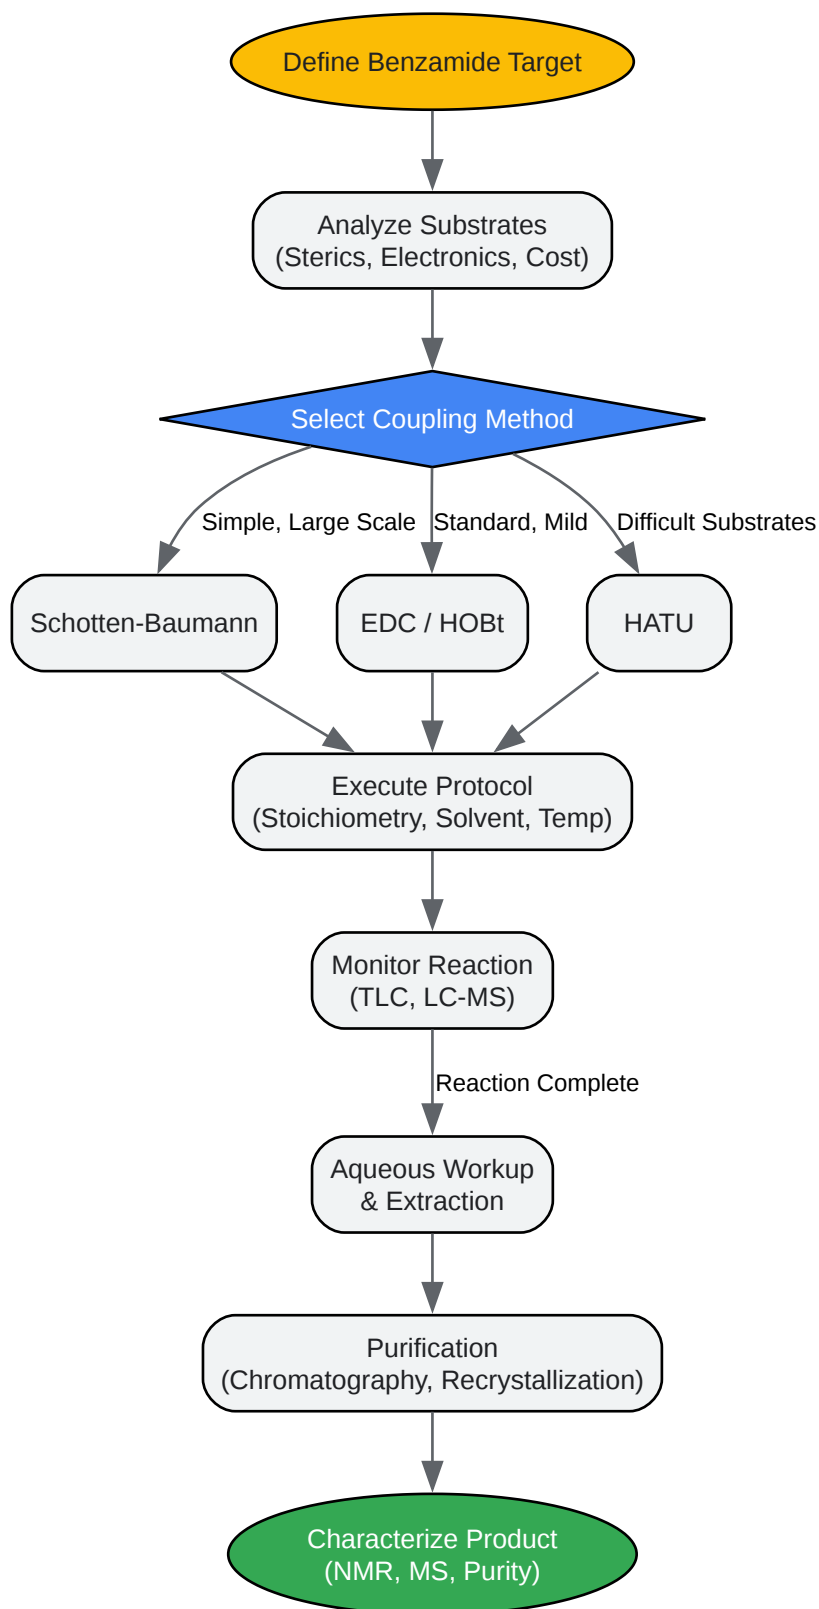 Define Benzamide Target
Analyze Substrates
(Sterics, Electronics, Cost)
Select Coupling Method
Simple, Large Scale
Standard, Mild
Difficult Substrates
Schotten-Baumann
EDC / HOBt
HATU
Execute Protocol
(Stoichiometry, Solvent, Temp)
Monitor Reaction
(TLC, LC-MS)
Reaction Complete
Aqueous Workup
& Extraction
Purification
(Chromatography, Recrystallization)
Characterize Product
(NMR, MS, Purity)